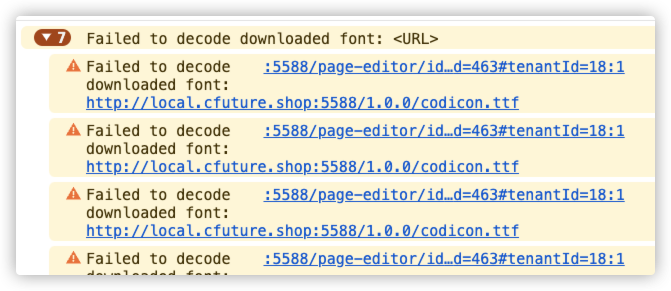 7 Failed to decode downloaded font: <URL>
Failed to decode :5588/page-editor/id…d=463#tenantId=18:1
downloaded font:
http://local.cfuture.shop:5588/1.0.0/codicon.ttf
Failed to decode :5588/page-editor/id…d=463#tenantId=18:1
downloaded font:
http://local.cfuture.shop:5588/1.0.0/codicon.ttf
Failed to decode :5588/page-editor/id…d=463#tenantId=18:1
downloaded font:
http://local.cfuture.shop:5588/1.0.0/codicon.ttf
Failed to decode :5588/page-editor/id…d=463#tenantId=18:1
downloaded font: